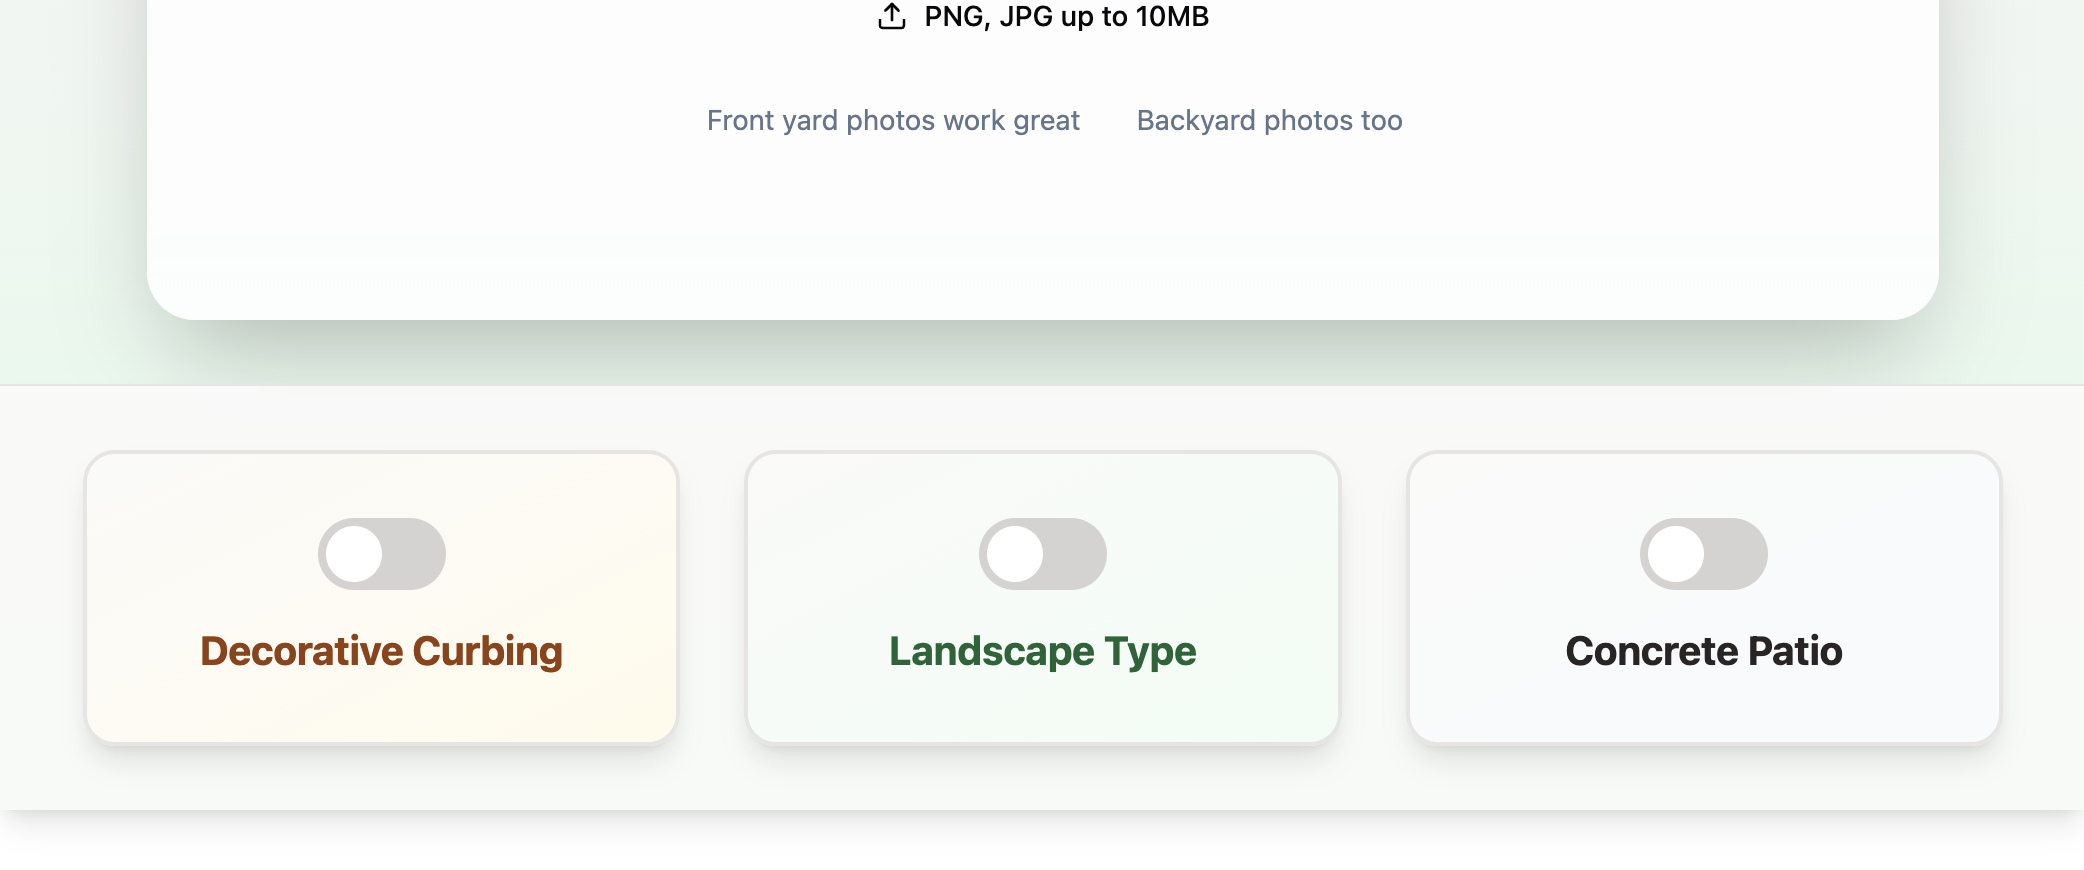 PNG, JPG up to 10MB
Front yard photos work great
Backyard photos too
Decorative Curbing
Landscape Type
Concrete Patio